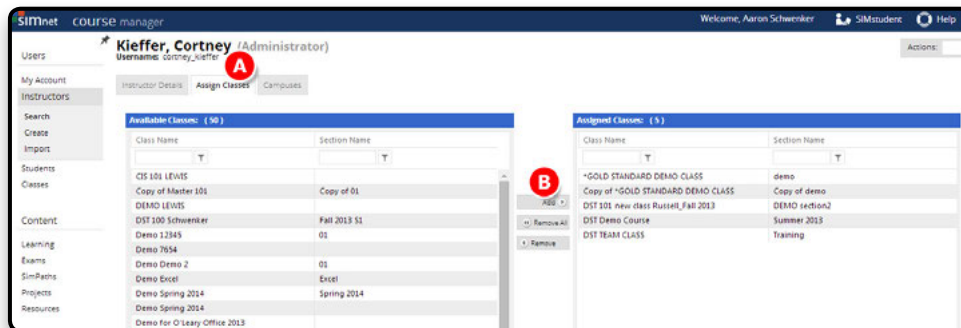 SIMnet course manager
Welcome, Aaron Schwenker
SIMstudent
Help
Kieffer, Cortney (Administrator)
Username: cortney_kieffer
Actions:
Users
My Account
Instructors
Search
Create
Import
Students
Classes
Content
Learning
Exams
SimPaths
Projects
Resources
A
Instructor Details Assign Classes Campuses
Available Classes: ( 50 )
Class Name Section Name
CIS 101 LEWIS
Copy of Master 101 Copy of 01
DEMO LEWIS
DST 100 Schwenker Fall 2013 S1
Demo 12345 01
Demo 7654
Demo Demo 2 01
Demo Excel Excel
Demo Spring 2014 Spring 2014
Demo Spring 2014
Demo for O'Leary Office 2013
B
Add
Remove All
Remove
Assigned Classes: ( 5 )
Class Name Section Name
*GOLD STANDARD DEMO CLASS demo
Copy of *GOLD STANDARD DEMO CLASS Copy of demo
DST 101 new class Russell_Fall 2013 DEMO section2
DST Demo Course Summer 2013
DST TEAM CLASS Training